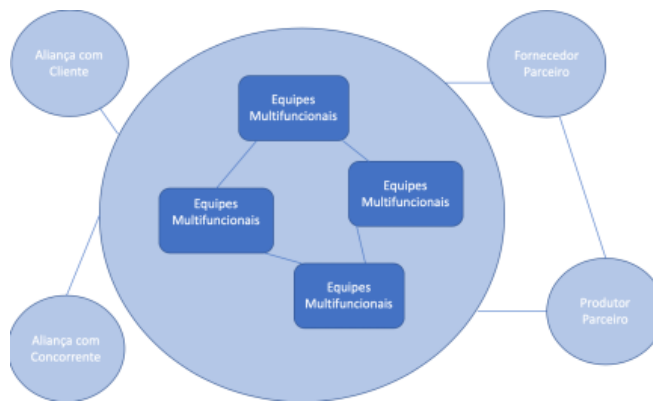 Aliança com
Cliente
Fornecedor
Parceiro
Equipes
Multifuncionais
Equipes
Multifuncionais
Equipes
Multifuncionais
Equipes
Multifuncionais
Aliança com
Concorrente
Produtor
Parceiro